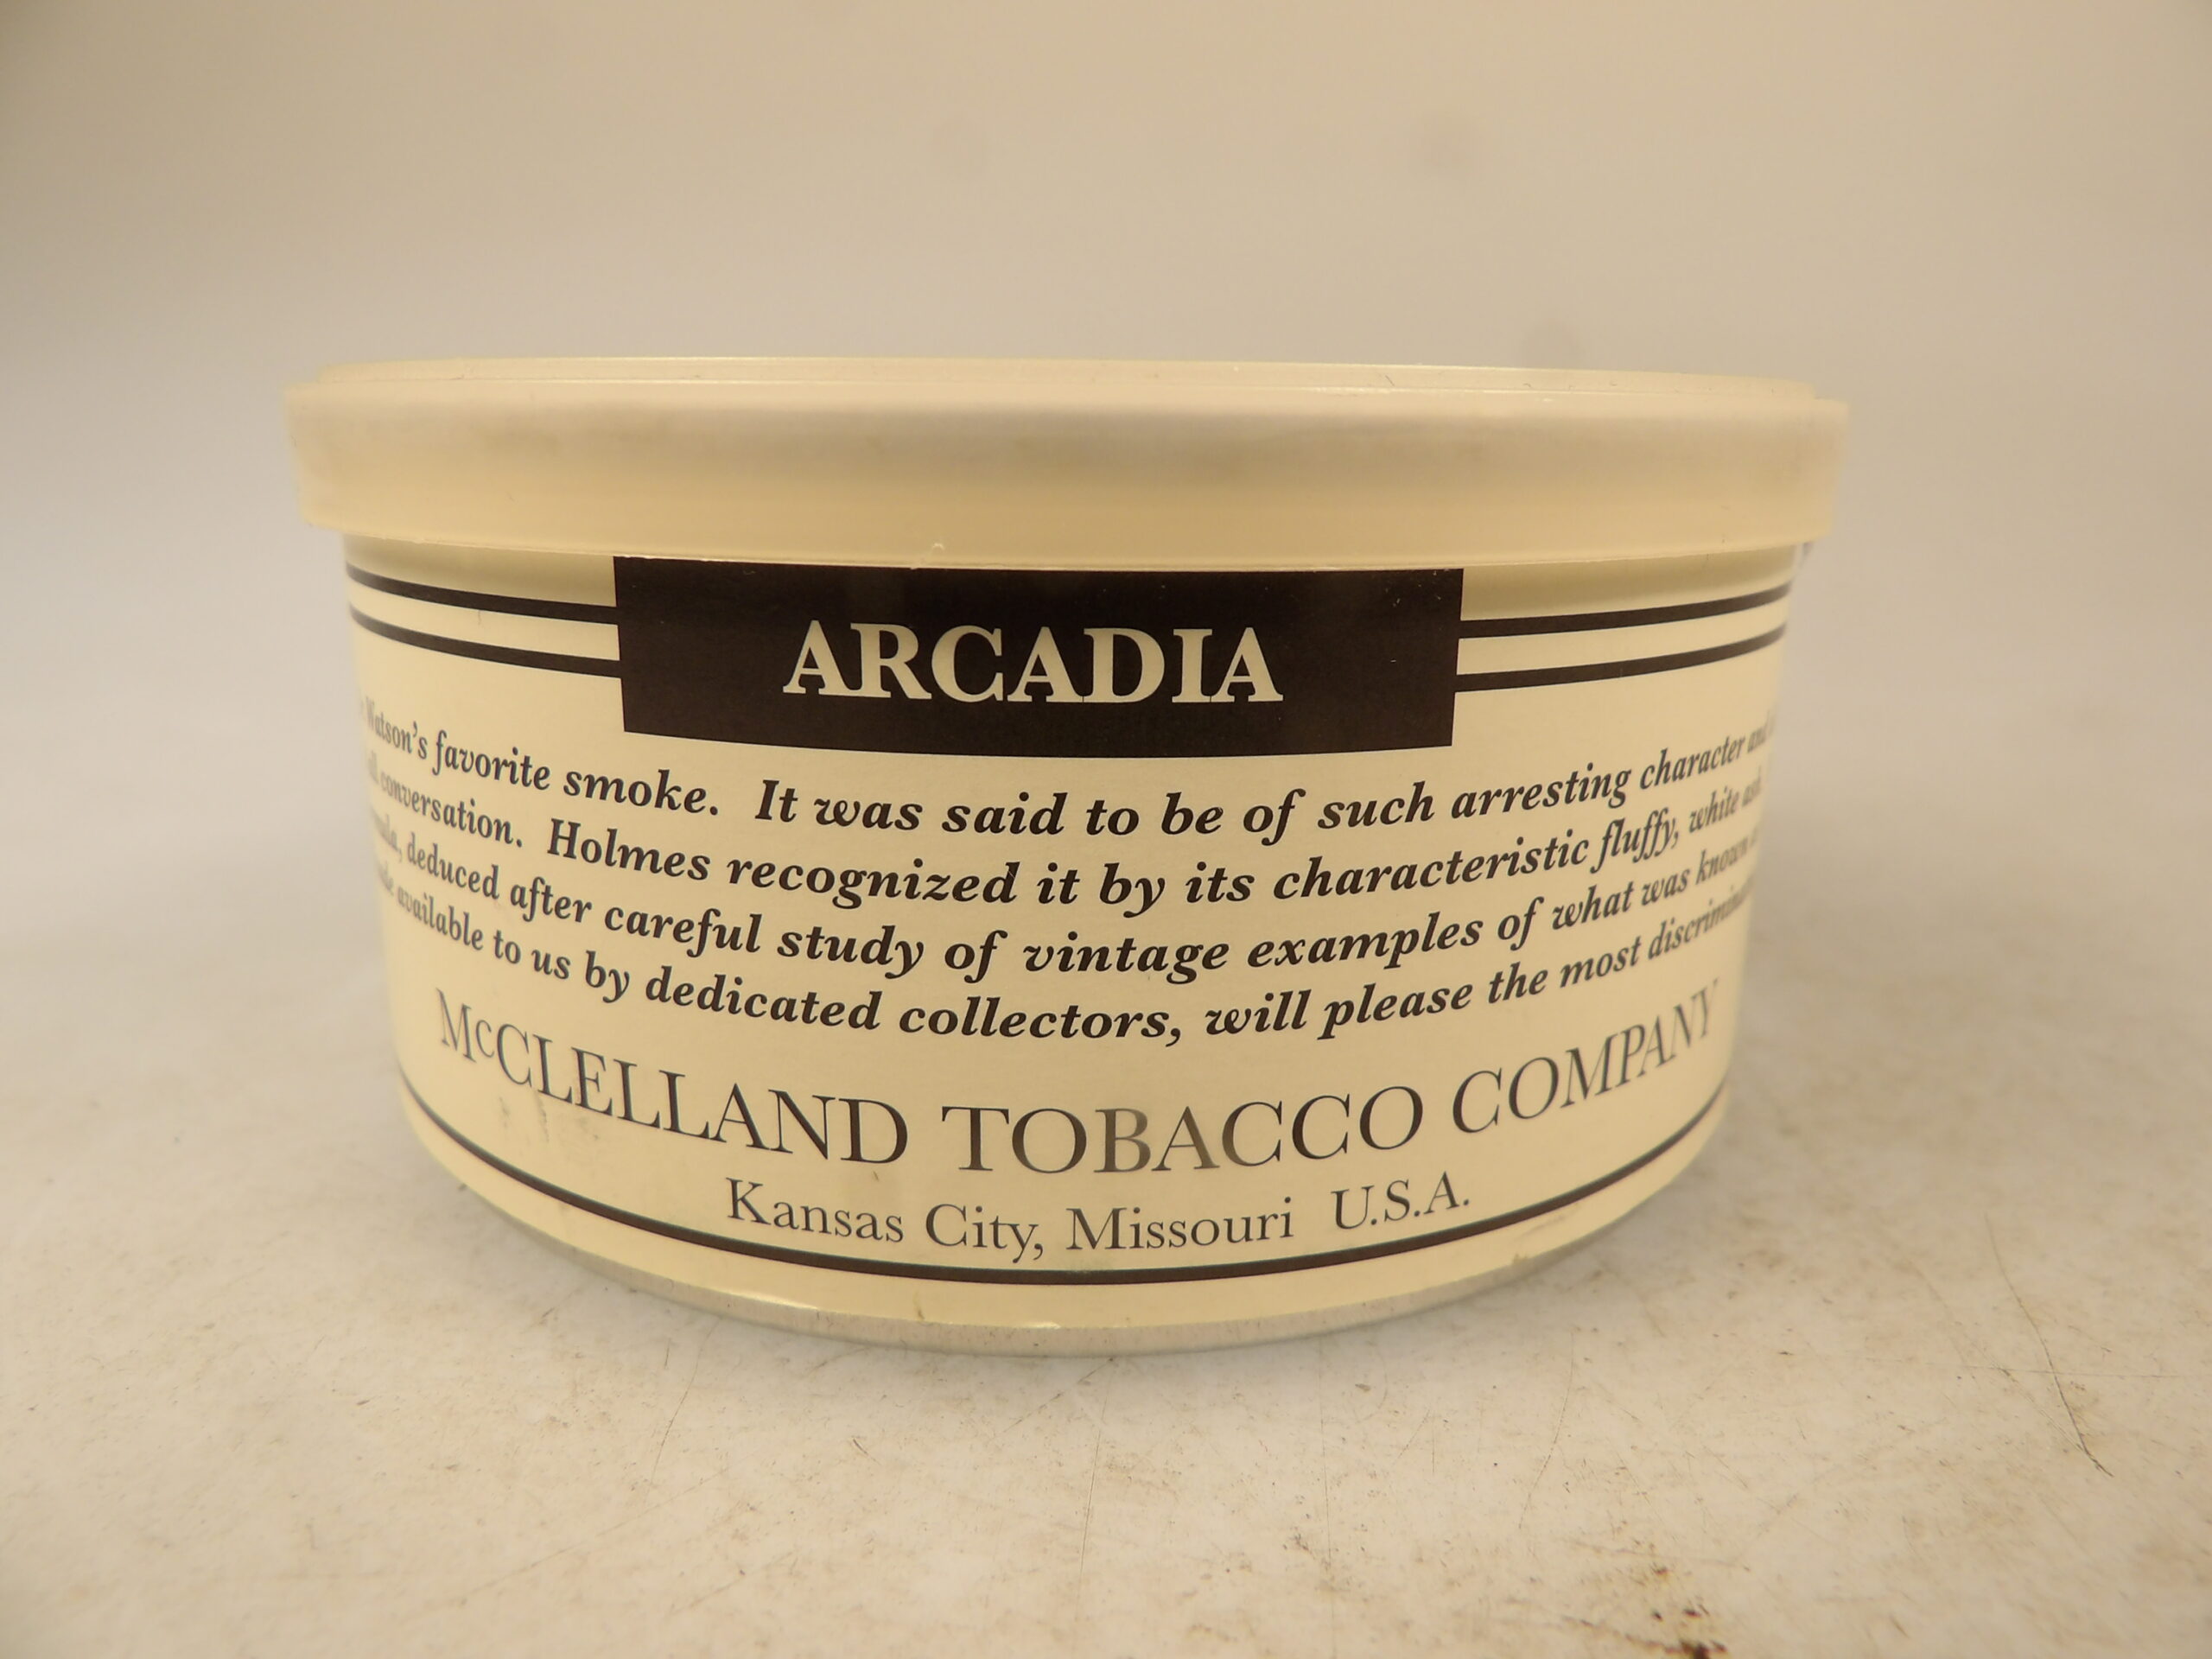 ARCADIA
Watson's favorite smoke. It was said to be of such arresting character and
conversation. Holmes recognized it by its characteristic fluffy, white ash
deduced after careful study of vintage examples of what was known
available to us by dedicated collectors, will please the most
McCLELLAND TOBACCO COMPANY
Kansas City, Missouri U.S.A.